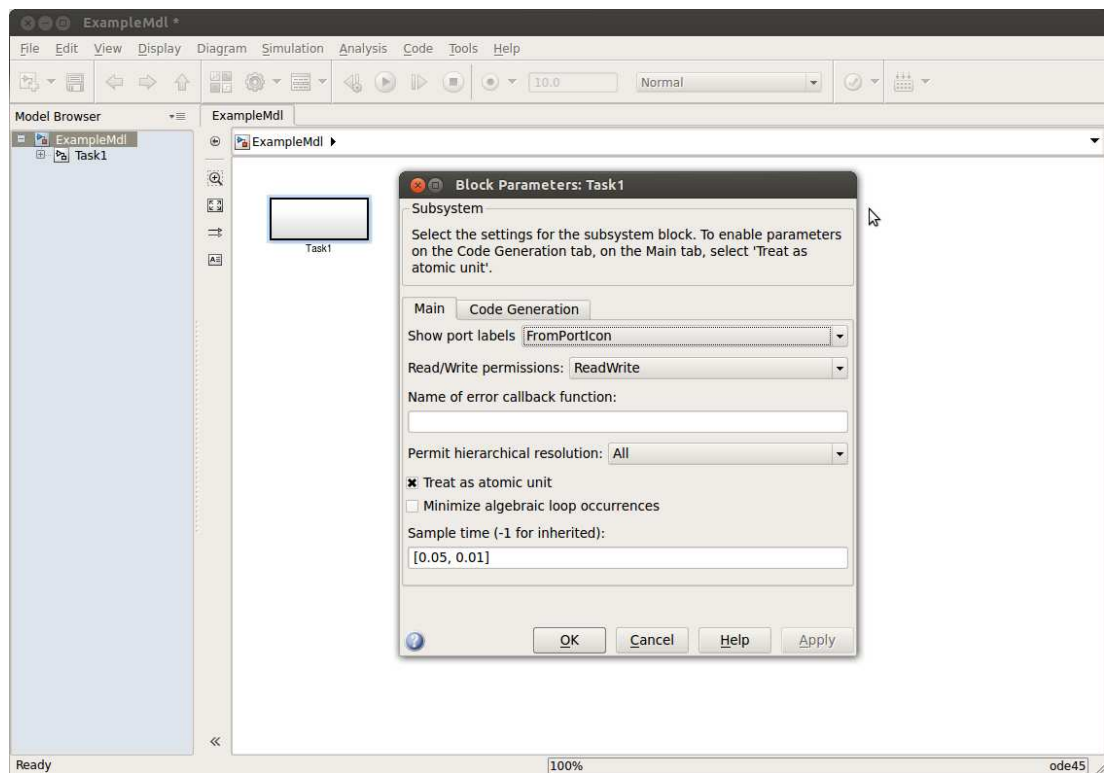 ExampleMdl *
File Edit View Display Diagram Simulation Analysis Code Tools Help
10.0 Normal
Model Browser
ExampleMdl
ExampleMdl
Task1
ExampleMdl
Task1
Block Parameters: Task1
Subsystem
Select the settings for the subsystem block. To enable parameters
on the Code Generation tab, on the Main tab, select 'Treat as
atomic unit'.
Main Code Generation
Show port labels FromPortIcon
Read/Write permissions: ReadWrite
Name of error callback function:
Permit hierarchical resolution: All
Treat as atomic unit
Minimize algebraic loop occurrences
Sample time (-1 for inherited):
[0.05, 0.01]
OK Cancel Help Apply
Ready 100% ode45